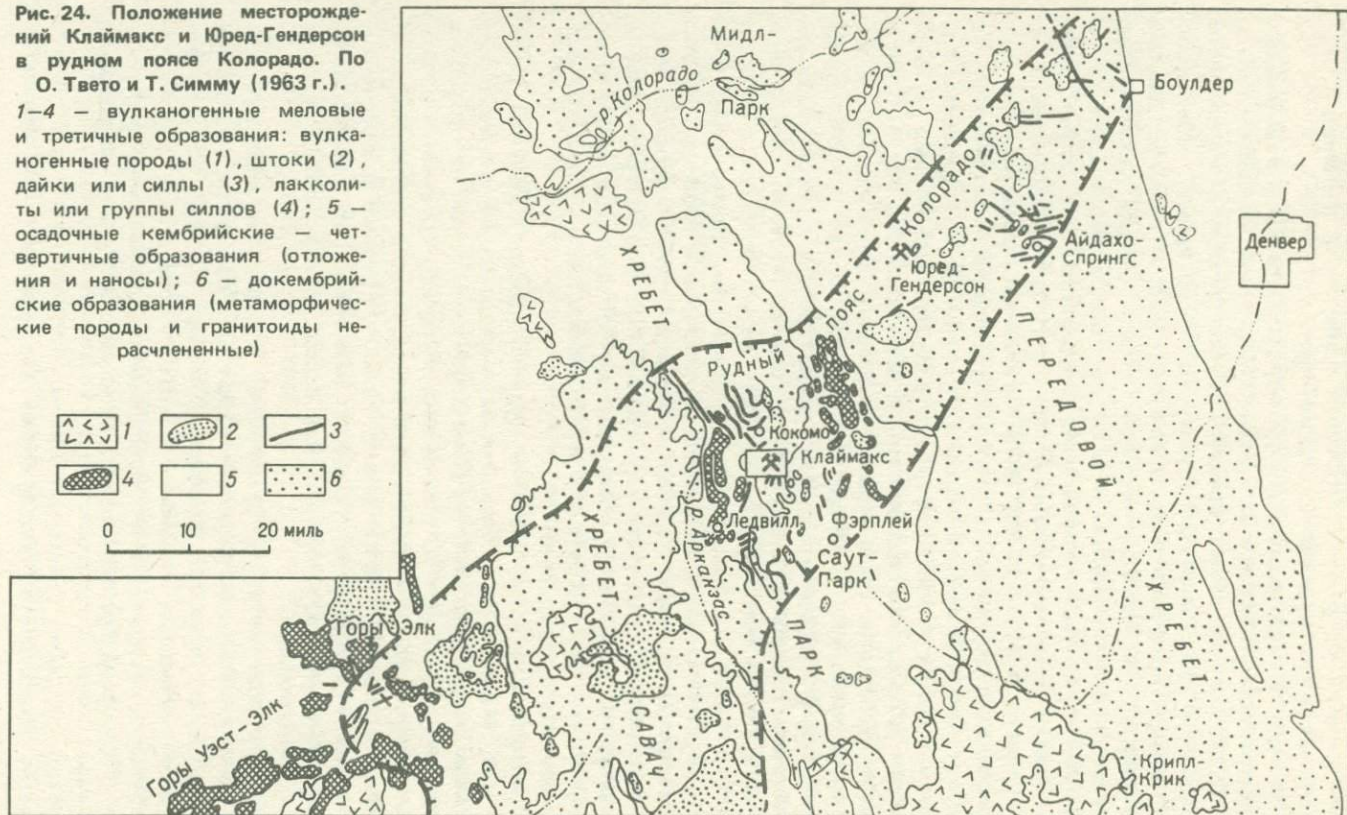 Рис. 24. Положение месторожде-
ний Клаймакс и Юред-Гендерсон
в рудном поясе Колорадо. По
О. Твето и Т. Симму (1963 г.).
1—4 — вулканогенные меловые
и третичные образования: вулка-
ногенные породы (1), штоки (2),
дайки или силлы (3), лакколи-
ты или группы силлов (4); 5 —
осадочные кембрийские — чет-
вертичные образования (отложе-
ния и наносы); 6 — докембрий-
ские образования (метаморфичес-
кие породы и гранитоиды не-
расчлененные)
1
2
3
4
5
6
0 10 20 миль
Мидл-
Парк
р. Колорадо
Боулдер
Денвер
Айдахо-
Спрингс
Юред-
Гендерсон
Рудный пояс Колорадо
ХРЕБЕТ
ПЕРЕДОВОЙ ХРЕБЕТ
Кокомо
Клаймакс
Ледвилл
р. Арканзас
Фэрплей
Саут-
Парк
ПАРК
ХРЕБЕТ САВАЧ
Горы Элк
Горы Уэст-Элк
Крипл-
Крик